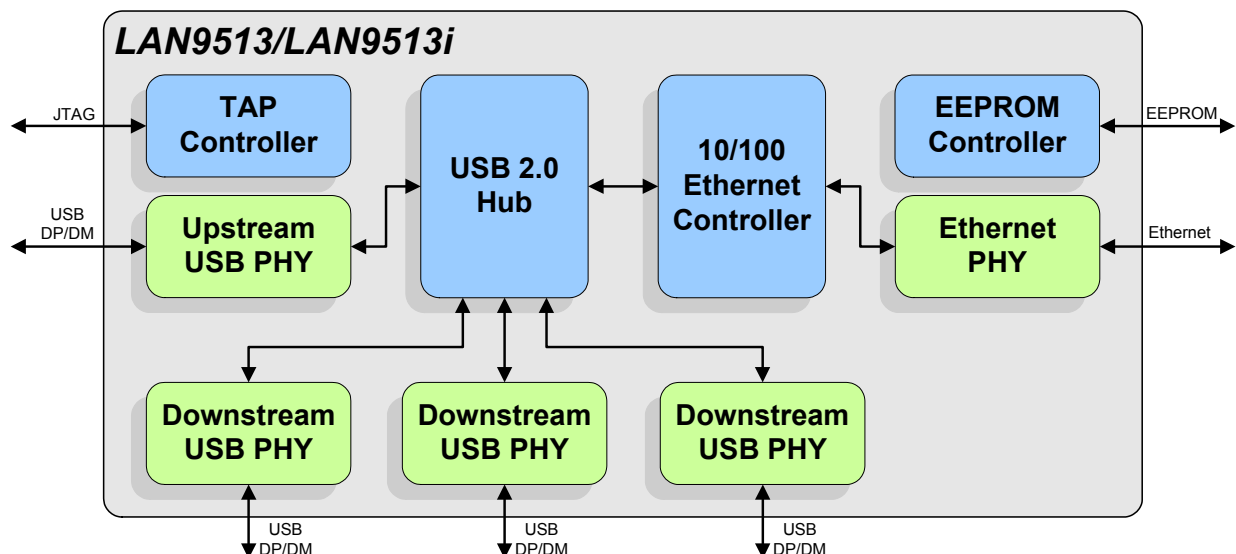 LAN9513/LAN9513i
JTAG
TAP
Controller
USB 2.0
Hub
10/100
Ethernet
Controller
EEPROM
Controller
EEPROM
USB
DP/DM
Upstream
USB PHY
Ethernet
PHY
Ethernet
Downstream
USB PHY
Downstream
USB PHY
Downstream
USB PHY
USB
DP/DM
USB
DP/DM
USB
DP/DM